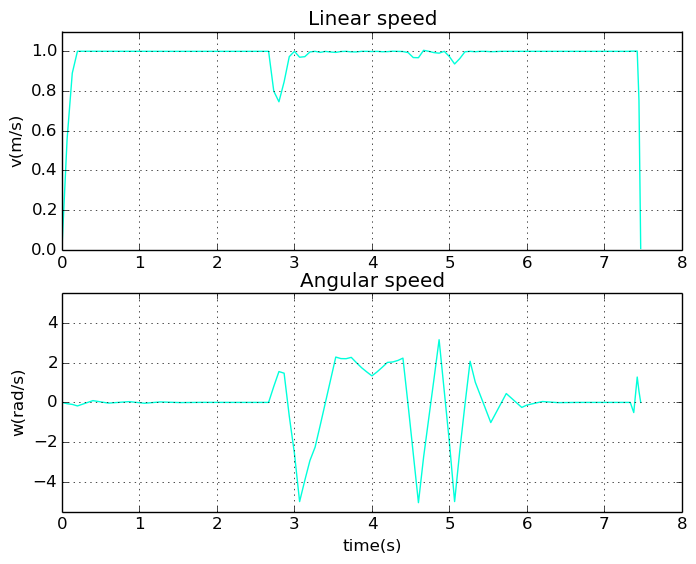 Linear speed
1.0
0.8
0.6
0.4
0.2
0.0
v(m/s)
0 1 2 3 4 5 6 7 8
Angular speed
4
2
0
−2
−4
w(rad/s)
0 1 2 3 4 5 6 7 8
time(s)